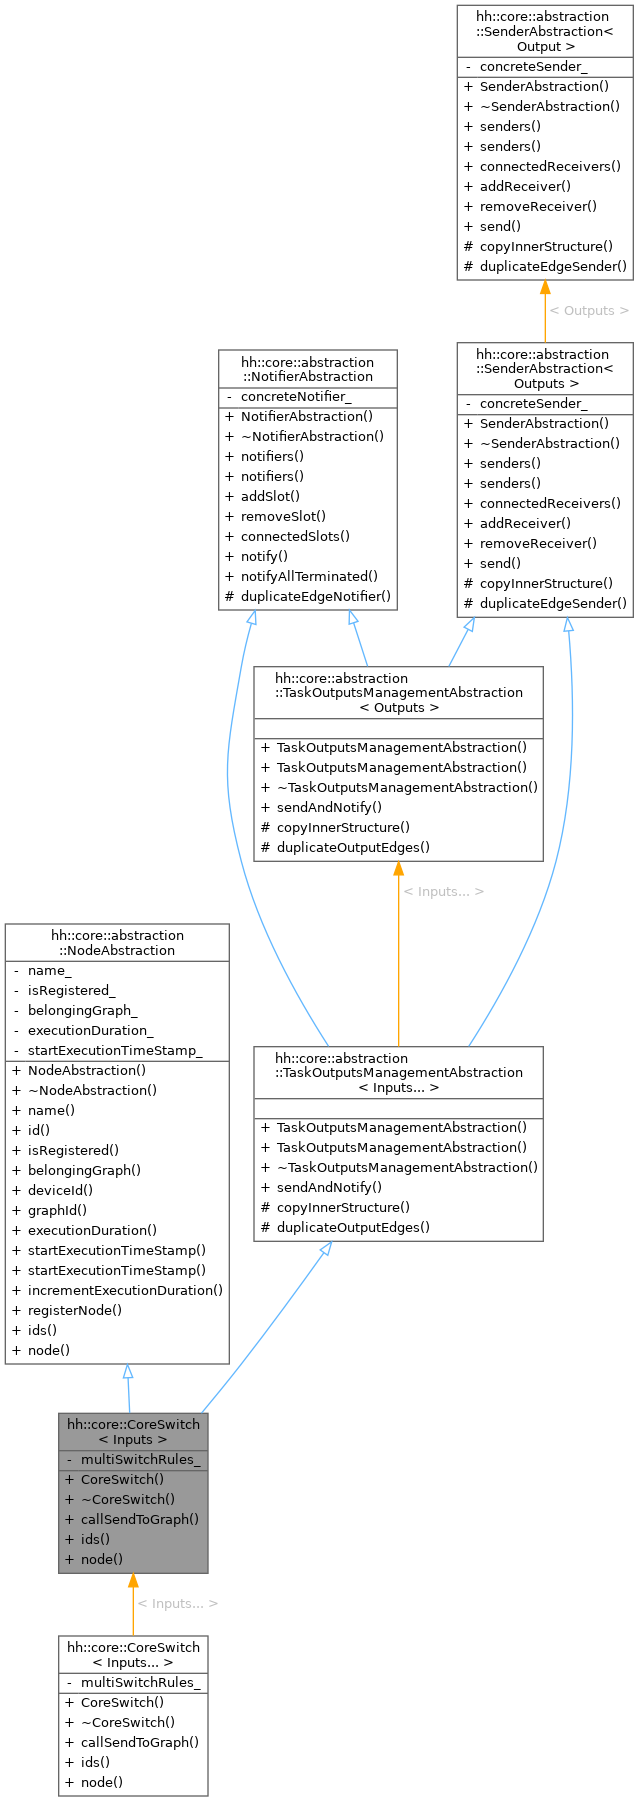 hh::core::abstraction
::SenderAbstraction<
Output >
- concreteSender_
+ SenderAbstraction()
+ ~SenderAbstraction()
+ senders()
+ senders()
+ connectedReceivers()
+ addReceiver()
+ removeReceiver()
+ send()
# copyInnerStructure()
# duplicateEdgeSender()
< Outputs >
hh::core::abstraction
::SenderAbstraction<
Outputs >
- concreteSender_
+ SenderAbstraction()
+ ~SenderAbstraction()
+ senders()
+ senders()
+ connectedReceivers()
+ addReceiver()
+ removeReceiver()
+ send()
# copyInnerStructure()
# duplicateEdgeSender()
hh::core::abstraction
::NotifierAbstraction
- concreteNotifier_
+ NotifierAbstraction()
+ ~NotifierAbstraction()
+ notifiers()
+ notifiers()
+ addSlot()
+ removeSlot()
+ connectedSlots()
+ notify()
+ notifyAllTerminated()
# duplicateEdgeNotifier()
hh::core::abstraction
::TaskOutputsManagementAbstraction
< Outputs >
+ TaskOutputsManagementAbstraction()
+ TaskOutputsManagementAbstraction()
+ ~TaskOutputsManagementAbstraction()
+ sendAndNotify()
# copyInnerStructure()
# duplicateOutputEdges()
< Inputs... >
hh::core::abstraction
::NodeAbstraction
- name_
- isRegistered_
- belongingGraph_
- executionDuration_
- startExecutionTimeStamp_
+ NodeAbstraction()
+ ~NodeAbstraction()
+ name()
+ id()
+ isRegistered()
+ belongingGraph()
+ deviceId()
+ graphId()
+ executionDuration()
+ startExecutionTimeStamp()
+ startExecutionTimeStamp()
+ incrementExecutionDuration()
+ registerNode()
+ ids()
+ node()
hh::core::abstraction
::TaskOutputsManagementAbstraction
< Inputs... >
+ TaskOutputsManagementAbstraction()
+ TaskOutputsManagementAbstraction()
+ ~TaskOutputsManagementAbstraction()
+ sendAndNotify()
# copyInnerStructure()
# duplicateOutputEdges()
hh::core::CoreSwitch
< Inputs >
- multiSwitchRules_
+ CoreSwitch()
+ ~CoreSwitch()
+ callSendToGraph()
+ ids()
+ node()
< Inputs... >
hh::core::CoreSwitch
< Inputs... >
- multiSwitchRules_
+ CoreSwitch()
+ ~CoreSwitch()
+ callSendToGraph()
+ ids()
+ node()